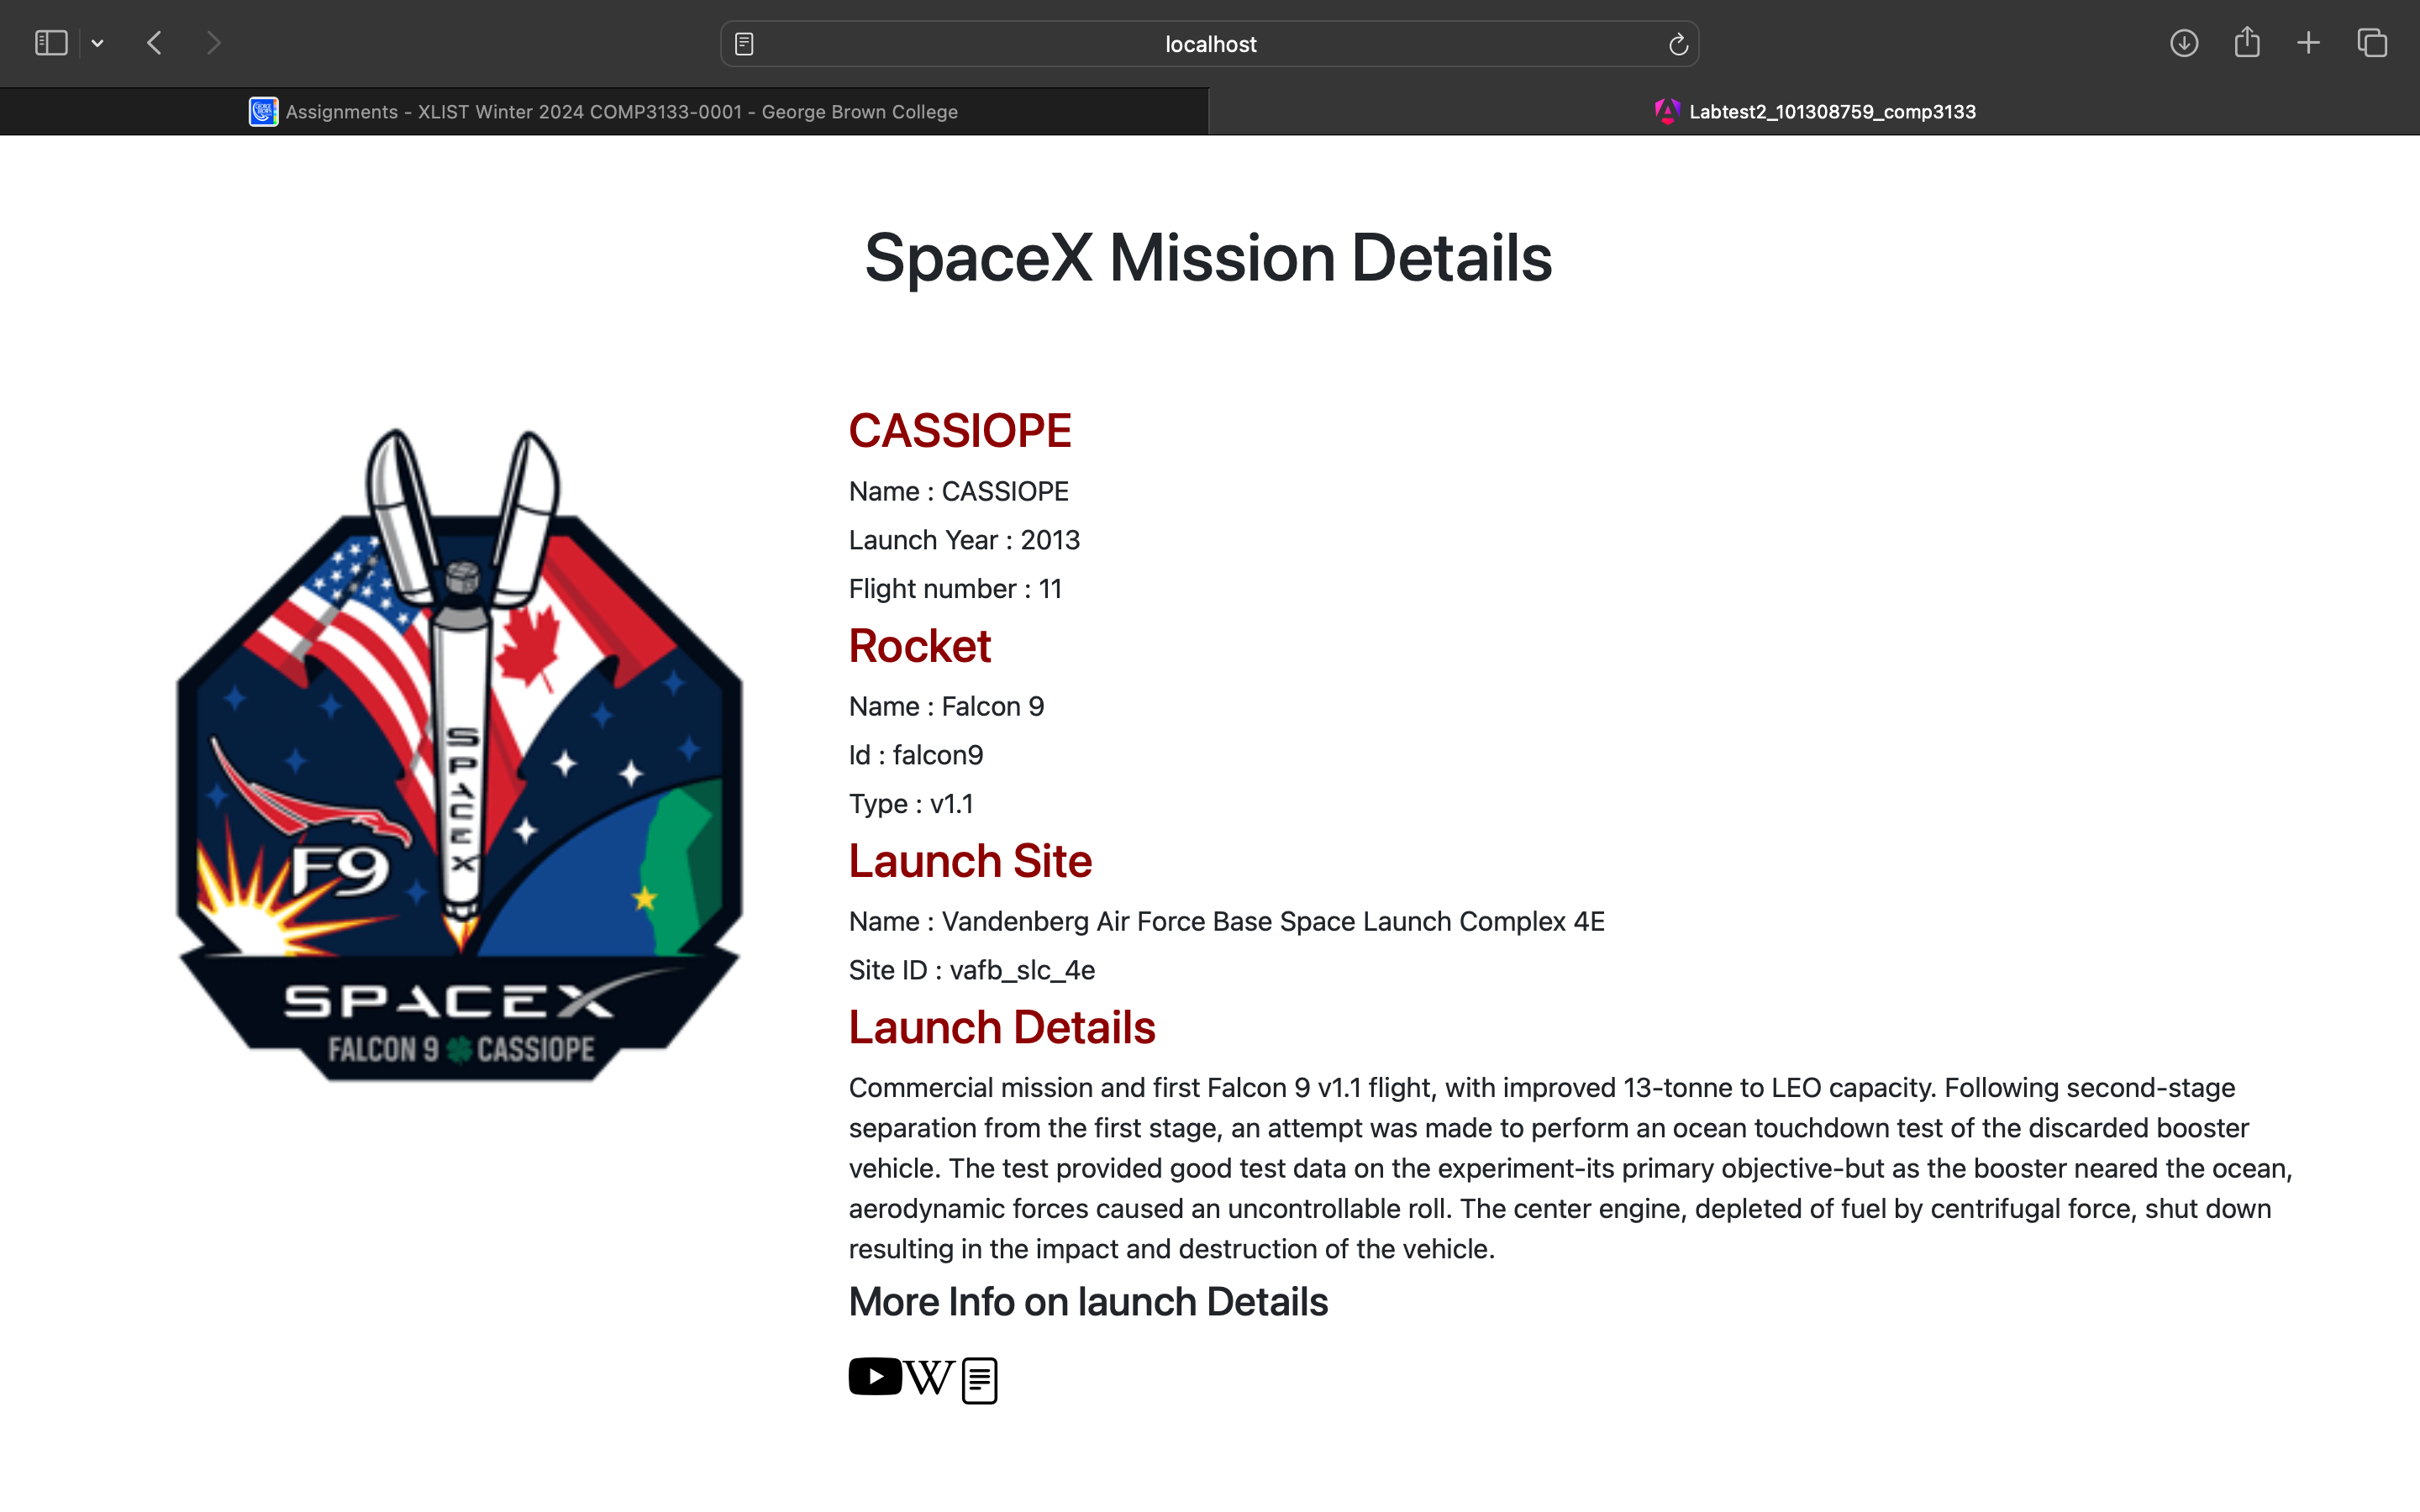 localhost
Assignments - XLIST Winter 2024 COMP3133-0001 - George Brown College
Labtest2_101308759_comp3133
SpaceX Mission Details
SPACEX
F9
SPACEX
FALCON 9 CASSIOPE
CASSIOPE
Name : CASSIOPE
Launch Year : 2013
Flight number : 11
Rocket
Name : Falcon 9
Id : falcon9
Type : v1.1
Launch Site
Name : Vandenberg Air Force Base Space Launch Complex 4E
Site ID : vafb_slc_4e
Launch Details
Commercial mission and first Falcon 9 v1.1 flight, with improved 13-tonne to LEO capacity. Following second-stage
separation from the first stage, an attempt was made to perform an ocean touchdown test of the discarded booster
vehicle. The test provided good test data on the experiment-its primary objective-but as the booster neared the ocean,
aerodynamic forces caused an uncontrollable roll. The center engine, depleted of fuel by centrifugal force, shut down
resulting in the impact and destruction of the vehicle.
More Info on launch Details
W